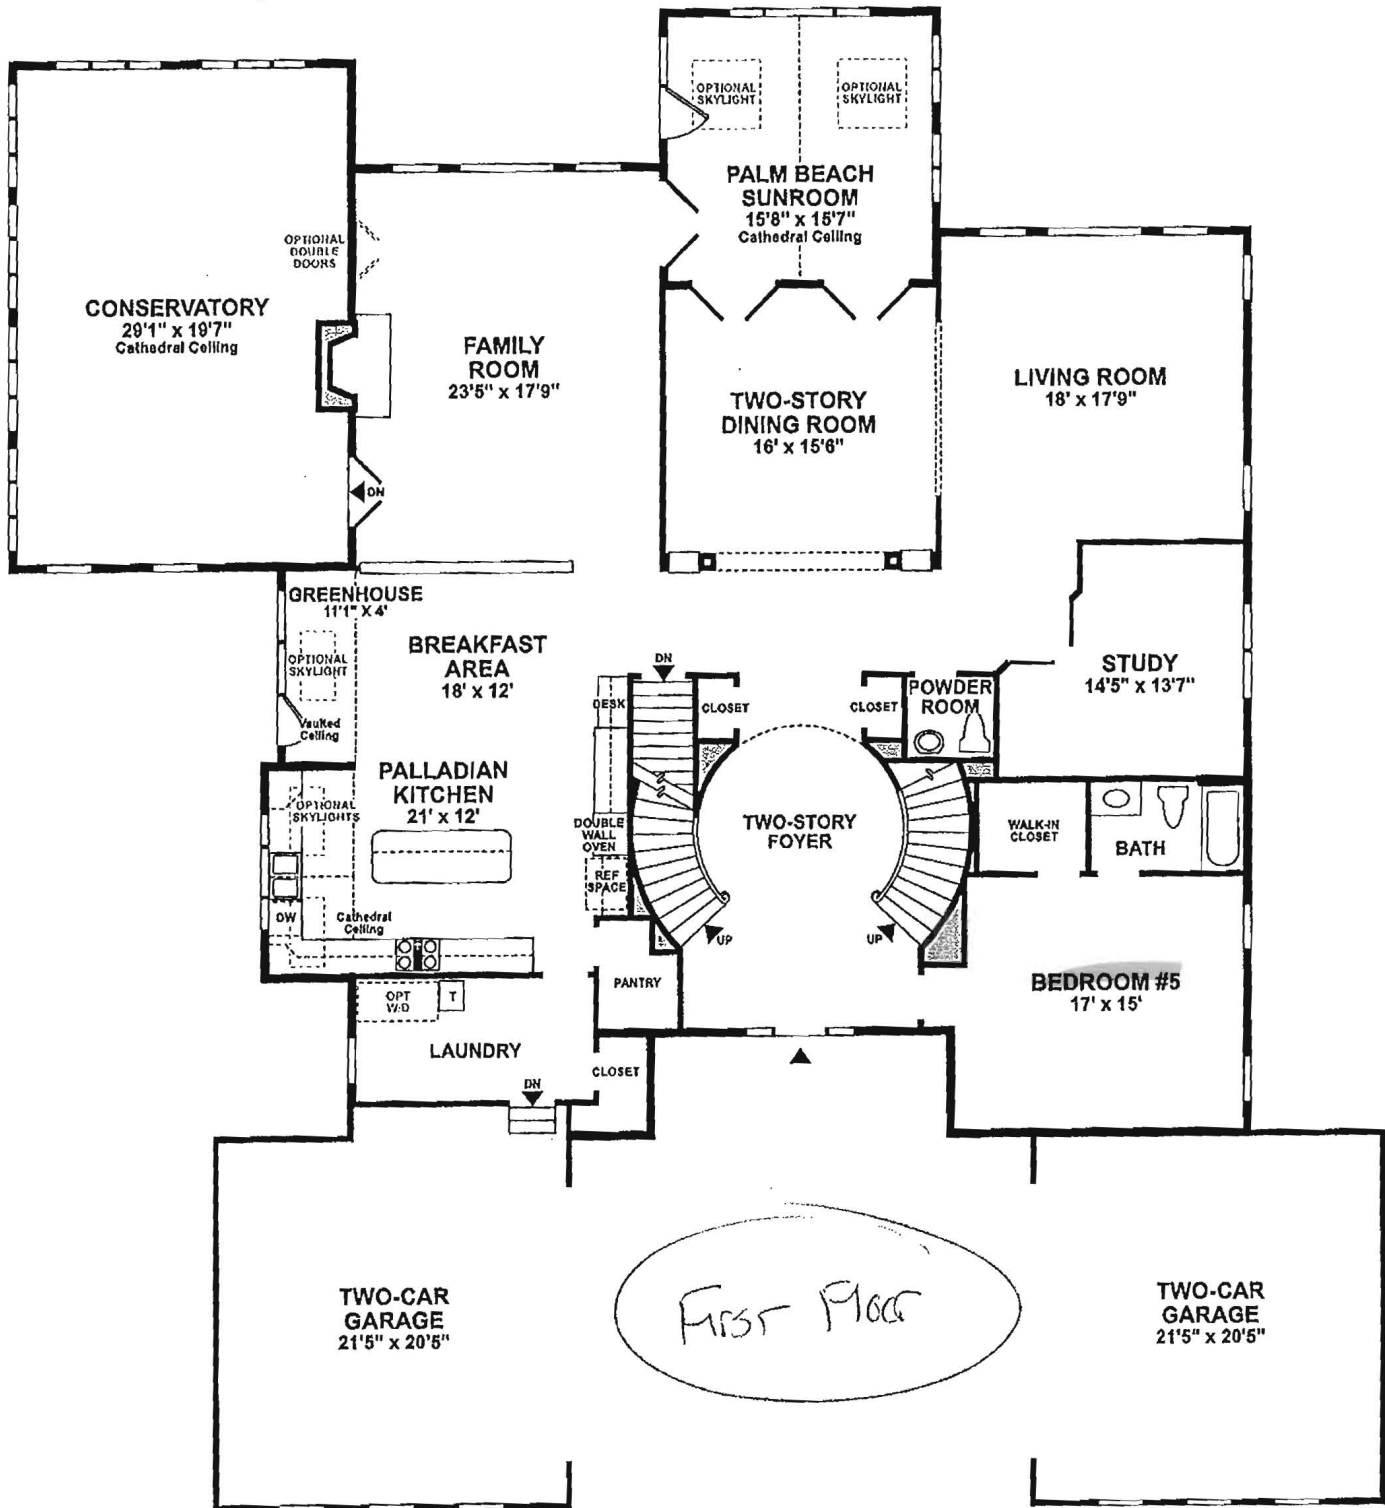 OPTIONAL
SKYLIGHT
OPTIONAL
SKYLIGHT
PALM BEACH
SUNROOM
15'8" x 15'7"
Cathedral Ceiling
OPTIONAL
DOUBLE
DOORS
CONSERVATORY
29'1" x 19'7"
Cathedral Ceiling
FAMILY
ROOM
23'5" x 17'9"
TWO-STORY
DINING ROOM
16' x 15'6"
LIVING ROOM
18' x 17'9"
DN
GREENHOUSE
11'1" X 4'
OPTIONAL
SKYLIGHT
Vaulted
Ceiling
BREAKFAST
AREA
18' x 12'
DESK
DN
CLOSET
CLOSET
POWDER
ROOM
STUDY
14'5" x 13'7"
PALLADIAN
KITCHEN
21' x 12'
OPTIONAL
SKYLIGHTS
DOUBLE
WALL
OVEN
REF
SPACE
TWO-STORY
FOYER
WALK-IN
CLOSET
BATH
DW
Cathedral
Ceiling
UP
UP
PANTRY
BEDROOM #5
17' x 15'
OPT
W/D
T
LAUNDRY
CLOSET
DN
TWO-CAR
GARAGE
21'5" x 20'5"
First Floor
TWO-CAR
GARAGE
21'5" x 20'5"